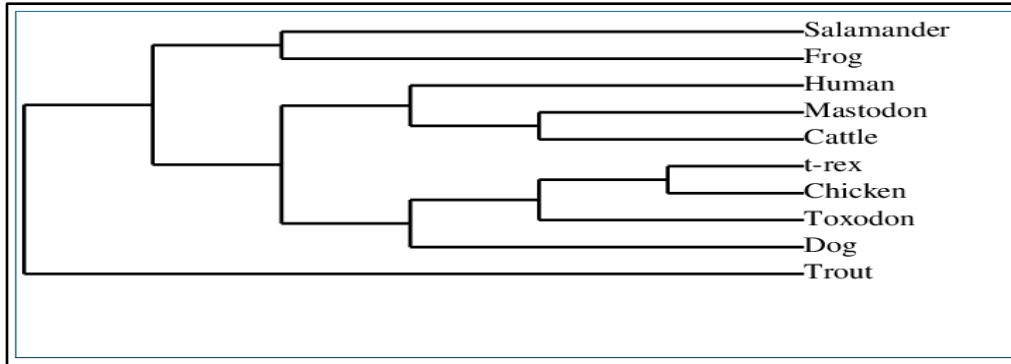 Salamander
Frog
Human
Mastodon
Cattle
t-rex
Chicken
Toxodon
Dog
Trout